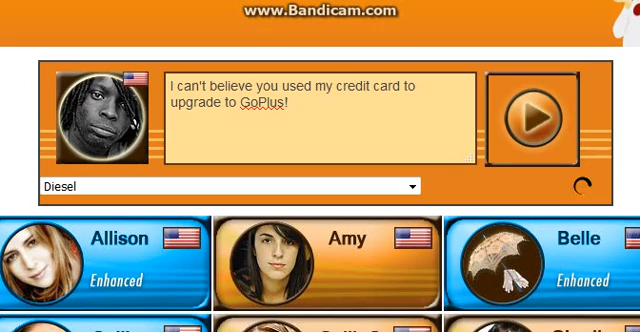 www.Bandicam.com
I can't believe you used my credit card to
upgrade to GoPlus!
Diesel
Allison
Enhanced
Amy
Belle
Enhanced